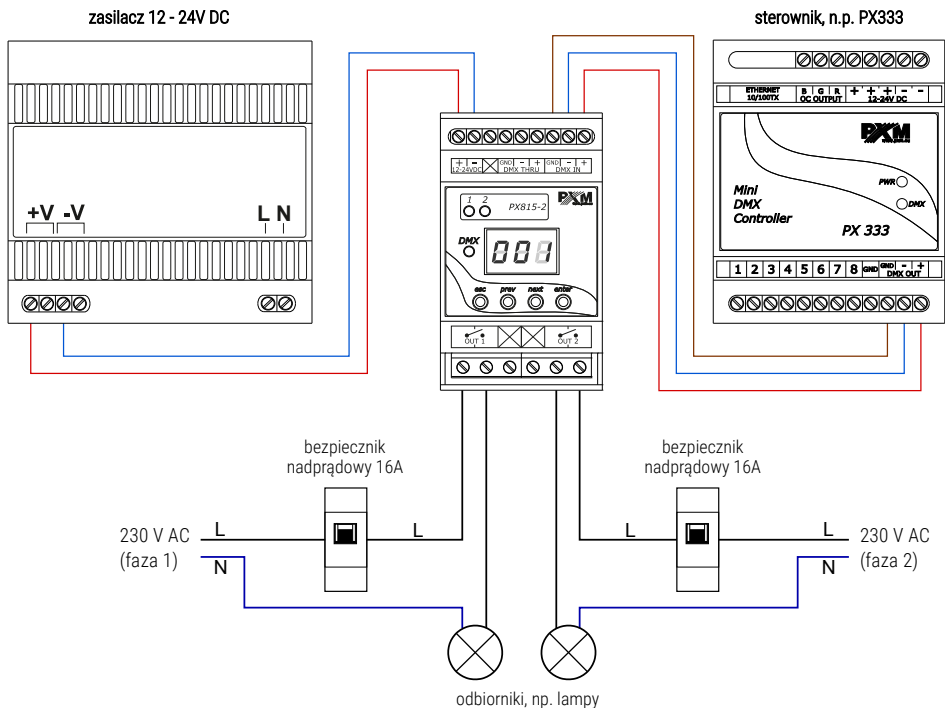 zasilacz 12 - 24V DC
sterownik, n.p. PX333
+V -V
L N
+ - GND - + GND - +
12-24VDC DMX THRU DMX IN
1 2
PX815-2
PXM
DMX
001
esc prev next enter
OUT 1 OUT 2
ETHERNET
10/100TX
B G R + + + - -
OC OUTPUT 12-24V DC
PXM
PWR
DMX
Mini
DMX
Controller
PX 333
1 2 3 4 5 6 7 8 GND GND - +
DMX OUT
bezpiecznik
nadprądowy 16A
bezpiecznik
nadprądowy 16A
230 V AC
(faza 1)
L
N
L
L
L
N
230 V AC
(faza 2)
odbiorniki, np. lampy